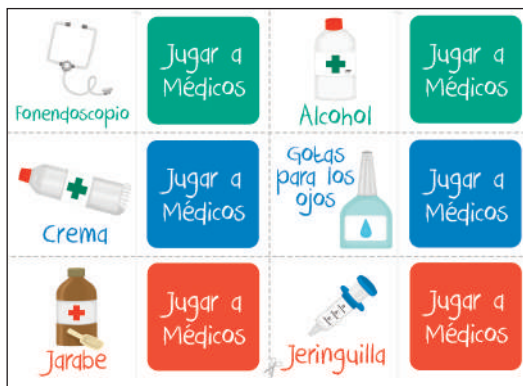 Fonendoscopio
Jugar a
Médicos
Alcohol
Jugar a
Médicos
Crema
Jugar a
Médicos
Gotas
para los
ojos
Jugar a
Médicos
Jarabe
Jugar a
Médicos
Jeringuilla
Jugar a
Médicos